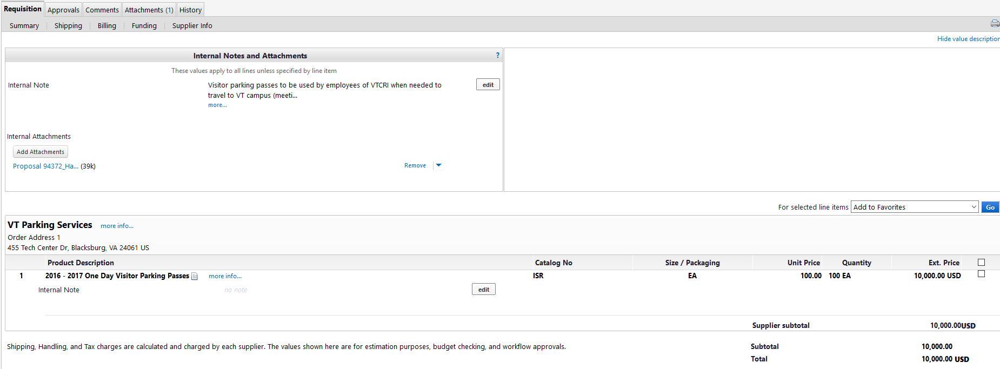 Requisition Approvals Comments Attachments (1) History
Summary Shipping Billing Funding Supplier Info
Hide value description
Internal Notes and Attachments ?
These values apply to all lines unless specified by line item
Internal Note Visitor parking passes to be used by employees of VTCRI when needed to edit
travel to VT campus (meeti...
more...
Internal Attachments
Add Attachments
Proposal 94372_Ha... (39k) Remove
For selected line items Add to Favorites Go
VT Parking Services more info...
Order Address 1
455 Tech Center Dr, Blacksburg, VA 24061 US
Product Description Catalog No Size / Packaging Unit Price Quantity Ext. Price
1 2016 - 2017 One Day Visitor Parking Passes more info... ISR EA 100.00 100 EA 10,000.00 USD
Internal Note no note edit
Supplier subtotal 10,000.00USD
Shipping, Handling, and Tax charges are calculated and charged by each supplier. The values shown here are for estimation purposes, budget checking, and workflow approvals. Subtotal 10,000.00
Total 10,000.00 USD